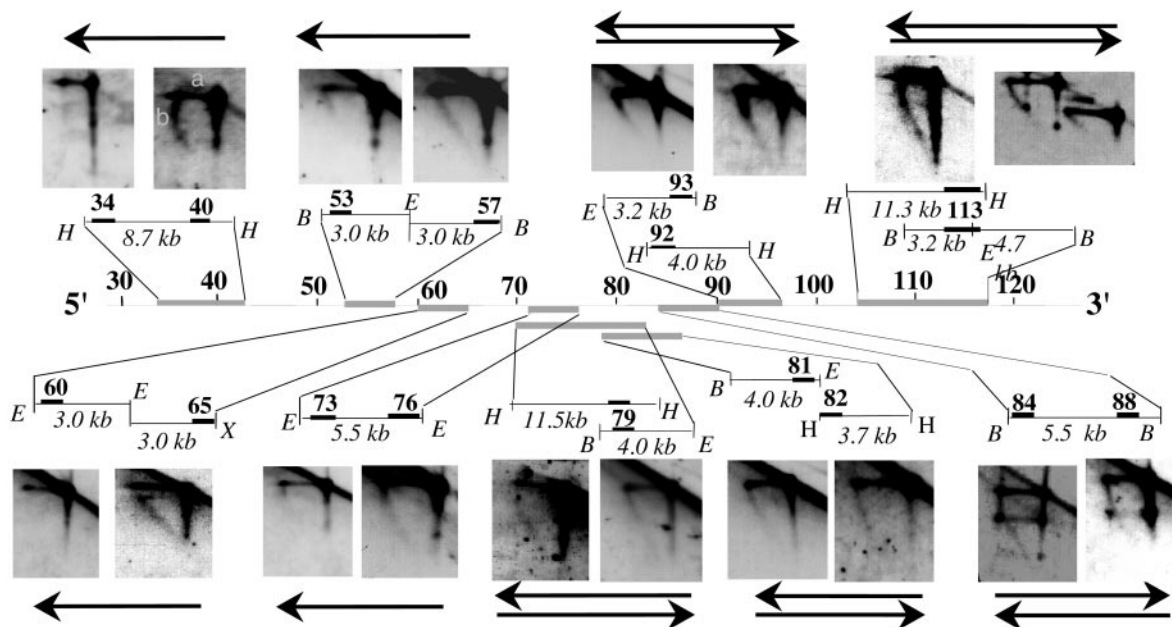 a
b
34 40
H 8.7 kb H
53 E 57
B 3.0 kb 3.0 kb B
93
E 3.2 kb B
92
H 4.0 kb H
H 11.3 kb H
113
B 3.2 kb E 4.7 kb B
5' 30 40 50 60 70 80 90 100 110 120 3'
60 E 65
E 3.0 kb 3.0 kb X
73 76
E 5.5 kb E
H 11.5kb H
79
B 4.0 kb E
81
B 4.0 kb E
82
H 3.7 kb H
84 88
B 5.5 kb B